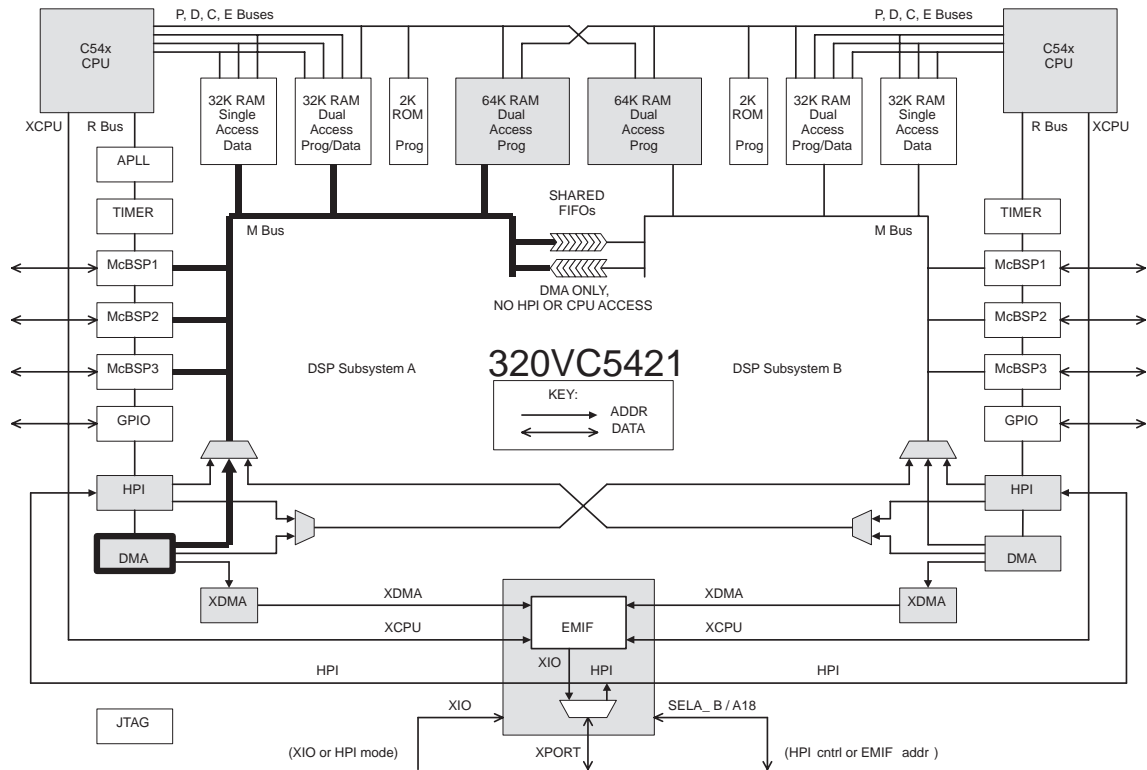 P, D, C, E Buses
P, D, C, E Buses
C54x
CPU
C54x
CPU
32K RAM
Single
Access
Data
32K RAM
Dual
Access
Prog/Data
2K
ROM
Prog
64K RAM
Dual
Access
Prog
64K RAM
Dual
Access
Prog
2K
ROM
Prog
32K RAM
Dual
Access
Prog/Data
32K RAM
Single
Access
Data
XCPU
R Bus
R Bus
XCPU
APLL
TIMER
SHARED
FIFOs
TIMER
M Bus
M Bus
McBSP1
McBSP1
DMA ONLY,
NO HPI OR CPU ACCESS
McBSP2
McBSP2
McBSP3
DSP Subsystem A
320VC5421
DSP Subsystem B
McBSP3
KEY:
ADDR
DATA
GPIO
GPIO
HPI
HPI
DMA
DMA
XDMA
XDMA
XDMA
XDMA
XCPU
EMIF
XCPU
XIO
HPI
HPI
HPI
JTAG
XIO
SELA_ B / A18
(XIO or HPI mode)
XPORT
(HPI cntrl or EMIF addr )